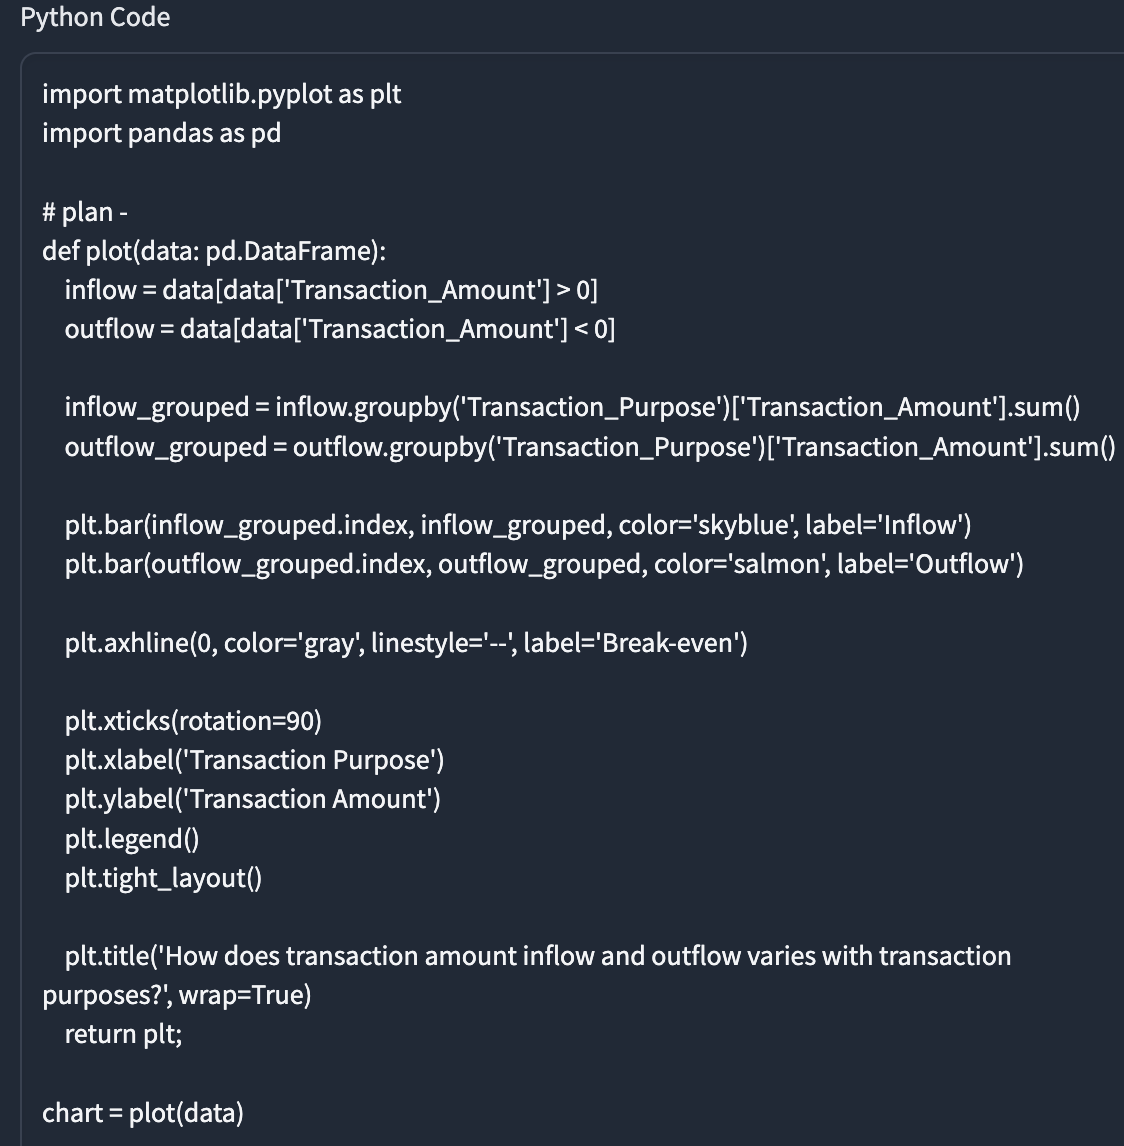 Python Code
import matplotlib.pyplot as plt
import pandas as pd
# plan -
def plot(data: pd.DataFrame):
    inflow = data[data['Transaction_Amount'] > 0]
    outflow = data[data['Transaction_Amount'] < 0]
    inflow_grouped = inflow.groupby('Transaction_Purpose')['Transaction_Amount'].sum()
    outflow_grouped = outflow.groupby('Transaction_Purpose')['Transaction_Amount'].sum()
    plt.bar(inflow_grouped.index, inflow_grouped, color='skyblue', label='Inflow')
    plt.bar(outflow_grouped.index, outflow_grouped, color='salmon', label='Outflow')
    plt.axhline(0, color='gray', linestyle='--', label='Break-even')
    plt.xticks(rotation=90)
    plt.xlabel('Transaction Purpose')
    plt.ylabel('Transaction Amount')
    plt.legend()
    plt.tight_layout()
    plt.title('How does transaction amount inflow and outflow varies with transaction
purposes?', wrap=True)
    return plt;
chart = plot(data)